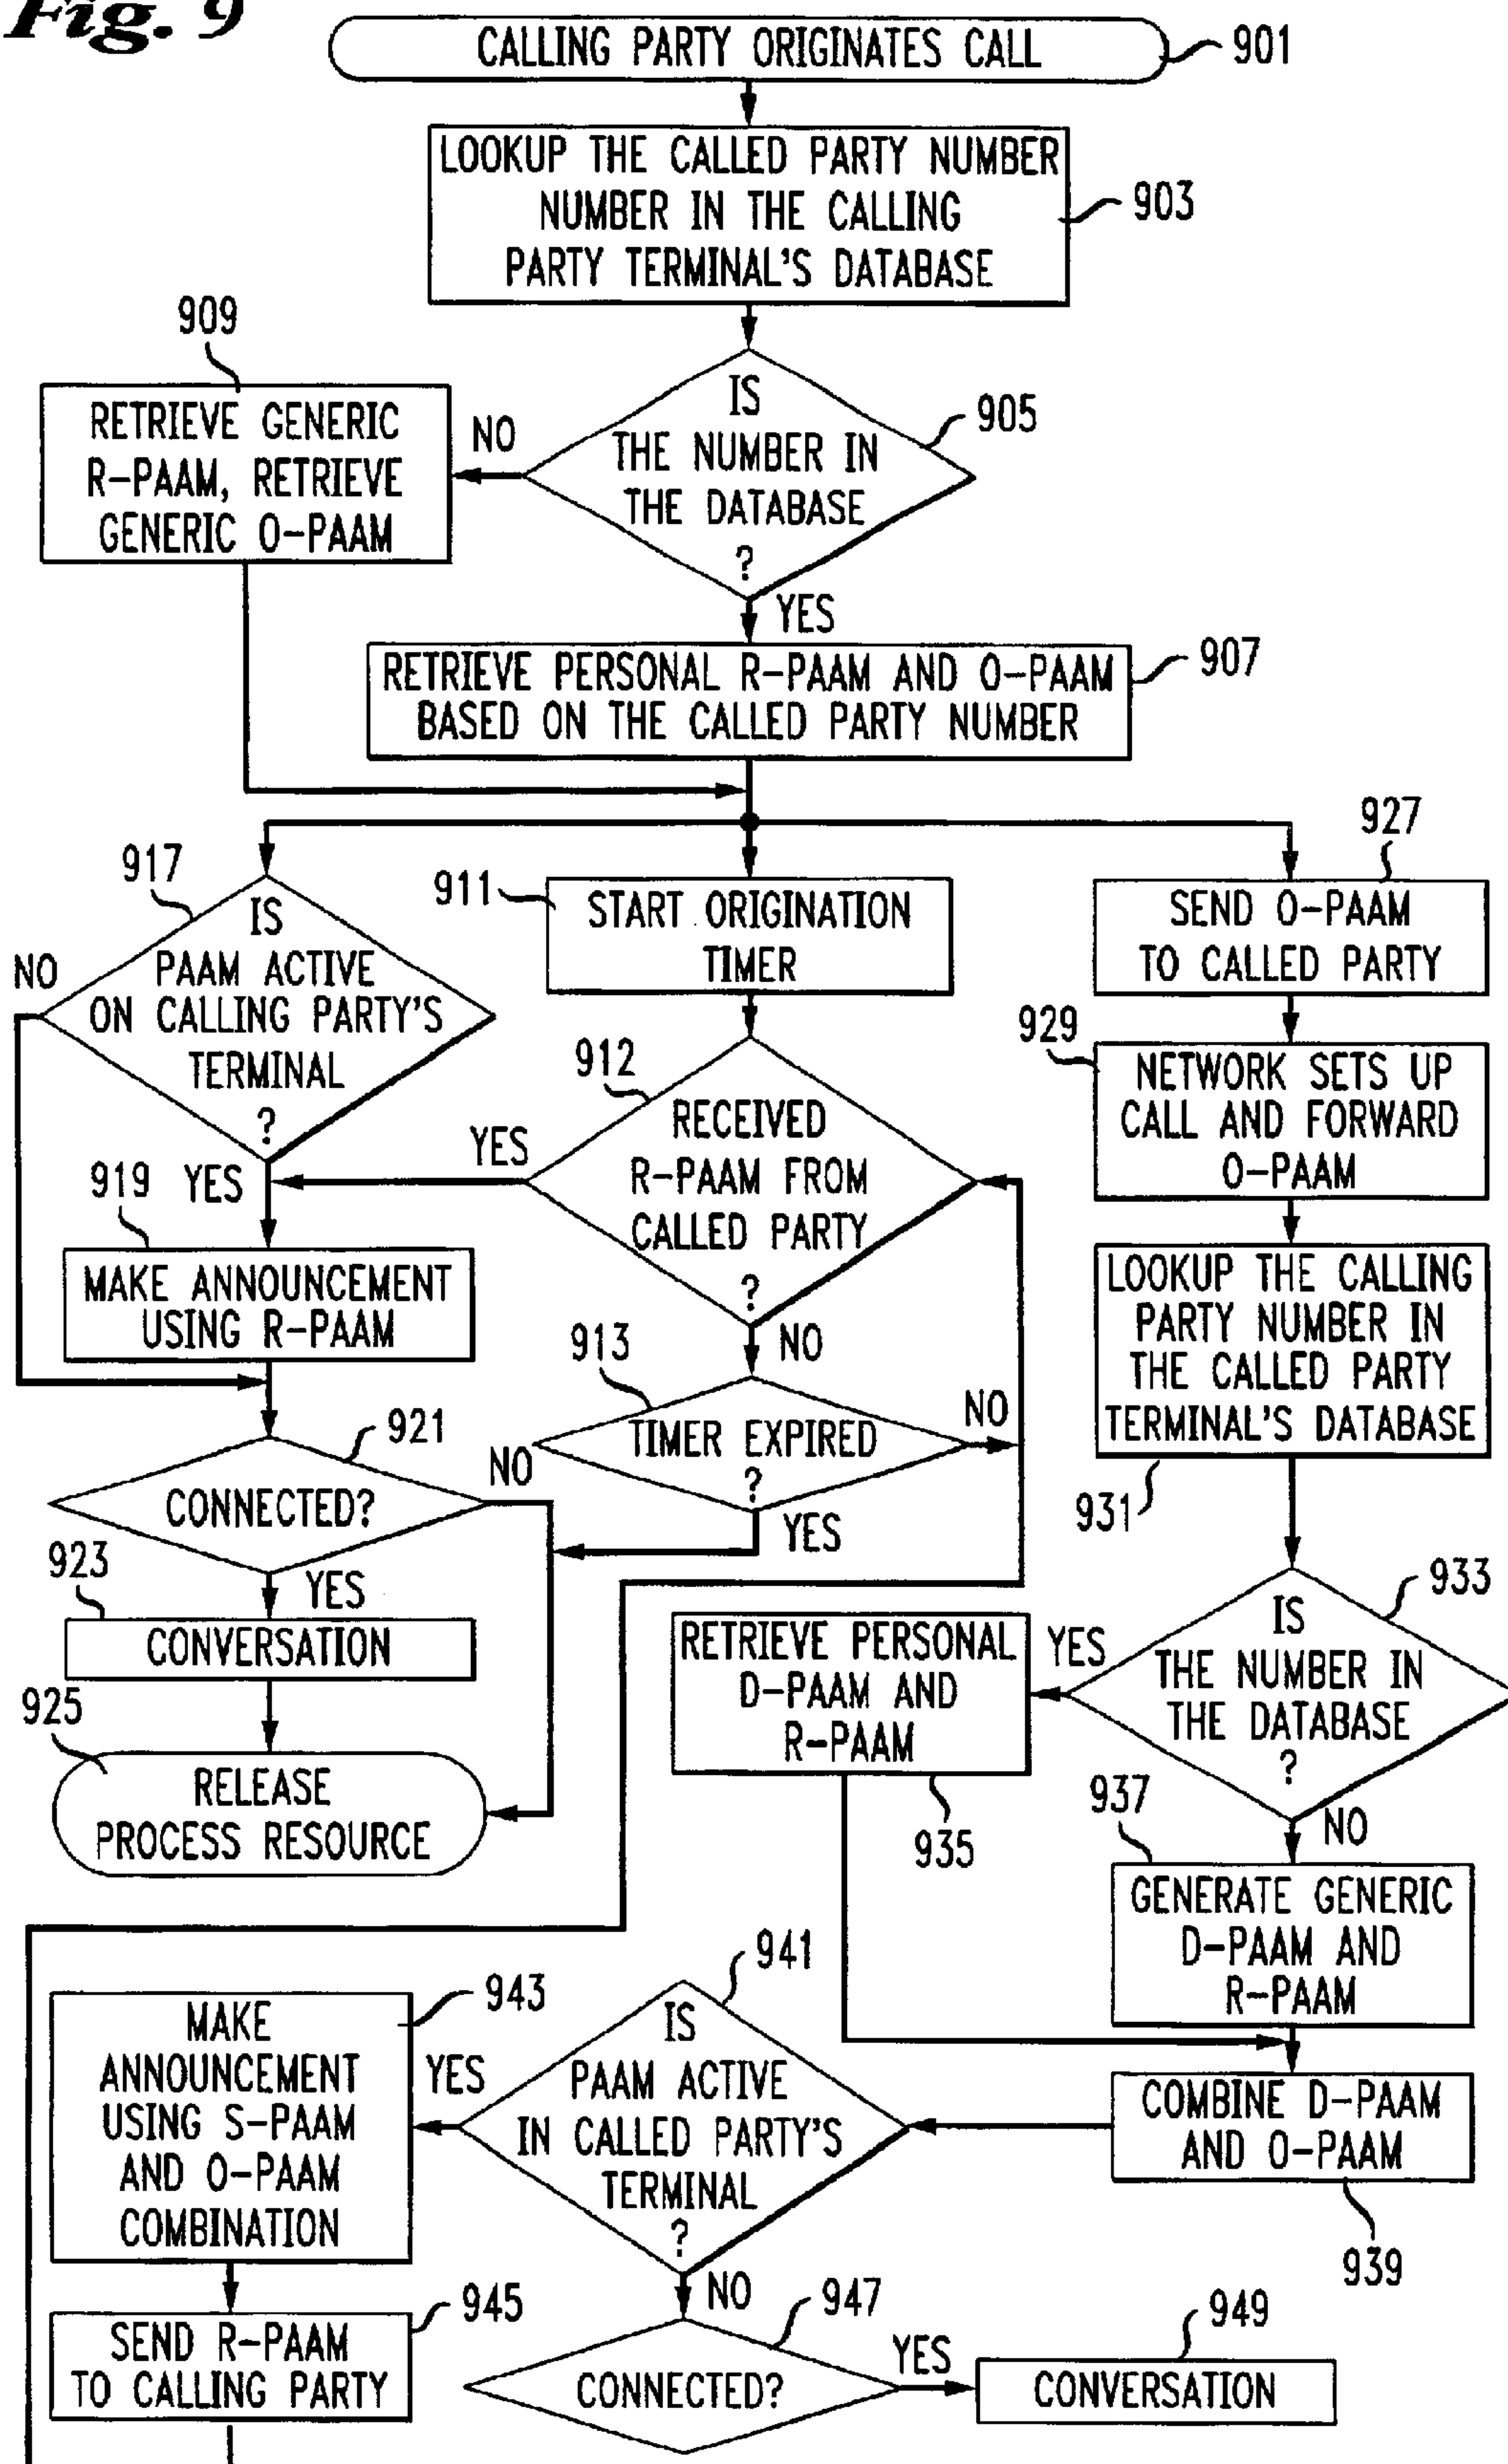 Fig. 9
CALLING PARTY ORIGINATES CALL
901
LOOKUP THE CALLED PARTY NUMBER
NUMBER IN THE CALLING
PARTY TERMINAL'S DATABASE
903
909
RETRIEVE GENERIC
R-PAAM, RETRIEVE
GENERIC O-PAAM
NO
IS
THE NUMBER IN
THE DATABASE
?
905
YES
RETRIEVE PERSONAL R-PAAM AND O-PAAM
BASED ON THE CALLED PARTY NUMBER
907
917
IS
PAAM ACTIVE
ON CALLING PARTY'S
TERMINAL
?
NO
YES
911
START ORIGINATION
TIMER
927
SEND O-PAAM
TO CALLED PARTY
929
NETWORK SETS UP
CALL AND FORWARD
O-PAAM
912
RECEIVED
R-PAAM FROM
CALLED PARTY
?
YES
NO
919
MAKE ANNOUNCEMENT
USING R-PAAM
913
TIMER EXPIRED
?
NO
YES
LOOKUP THE CALLING
PARTY NUMBER IN
THE CALLED PARTY
TERMINAL'S DATABASE
931
921
CONNECTED?
NO
YES
923
CONVERSATION
925
RELEASE
PROCESS RESOURCE
933
IS
THE NUMBER IN
THE DATABASE
?
YES
NO
RETRIEVE PERSONAL
D-PAAM AND
R-PAAM
935
937
GENERATE GENERIC
D-PAAM AND
R-PAAM
COMBINE D-PAAM
AND O-PAAM
939
941
IS
PAAM ACTIVE
IN CALLED PARTY'S
TERMINAL
?
YES
NO
943
MAKE
ANNOUNCEMENT
USING S-PAAM
AND O-PAAM
COMBINATION
945
SEND R-PAAM
TO CALLING PARTY
947
CONNECTED?
YES
949
CONVERSATION